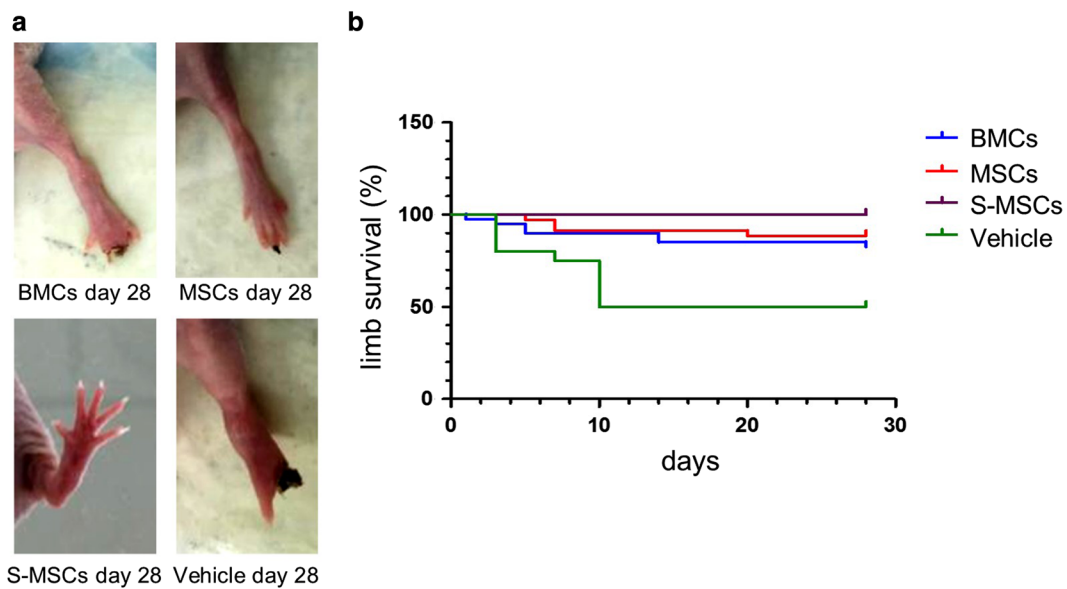 a
BMCs day 28
MSCs day 28
S-MSCs day 28
Vehicle day 28
b
limb survival (%)
150
100
50
0
0
10
20
30
days
BMCs
MSCs
S-MSCs
Vehicle